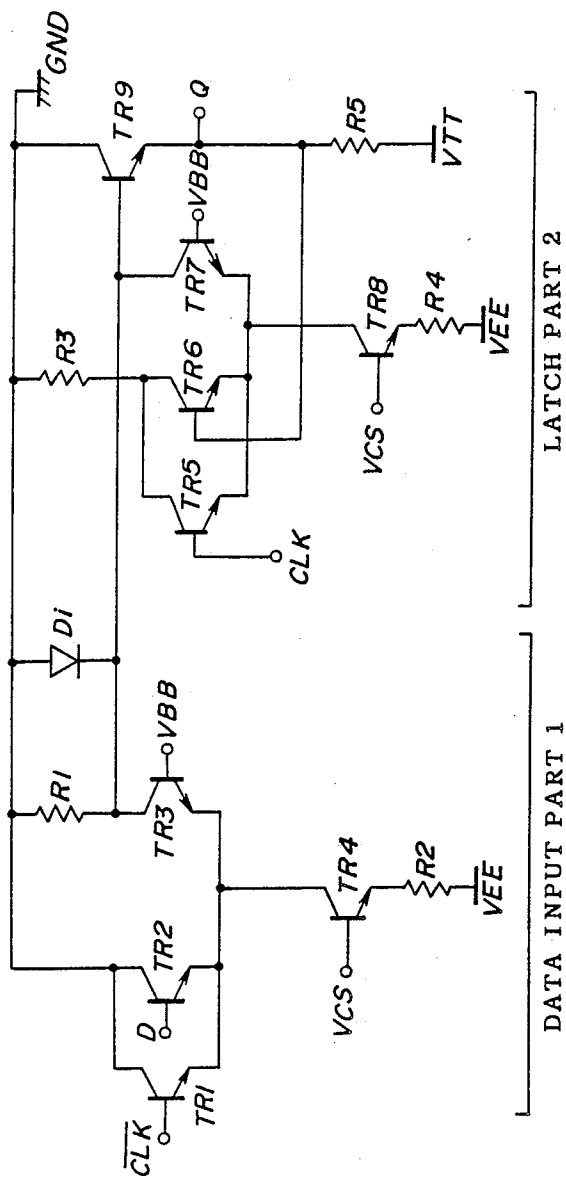 GND
R1
Di
R3
TR9
Q
VBB
TR7
TR6
TR5
CLK
R5
VTT
VBB
TR3
D
TR2
TR1
CLK
VCS
TR4
R2
VEE
VCS
TR8
R4
VEE
DATA INPUT PART 1
LATCH PART 2